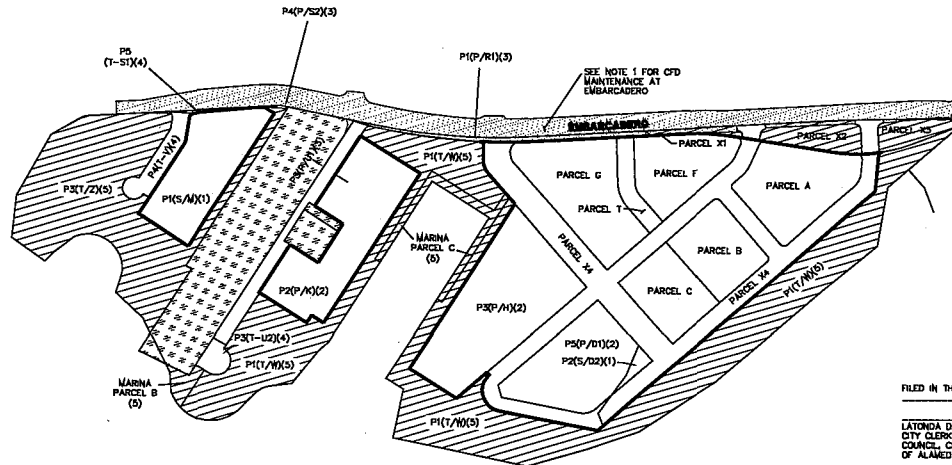 P4(P/S2)(3)
P5
(T-S1)(4)
P1(P/R1)(3)
SEE NOTE 1 FOR CFD
MAINTENANCE AT
EMBARCADERO
EMBARCADERO
PARCEL X1
PARCEL X2
PARCEL X3
P4(T-V)(4)
P1(T/W)(5)
PARCEL G
PARCEL F
PARCEL A
P3(T/Z)(5)
P1(S/M)(1)
PARCEL T
MARINA
PARCEL C
(5)
PARCEL X4
PARCEL B
P2(P/K)(2)
PARCEL C
PARCEL X4
P1(T/W)(5)
P3(P/H)(2)
P3(T-U2)(4)
P1(T/W)(5)
P5(P/D1)(2)
P2(S/D2)(1)
MARINA
PARCEL B
(5)
P1(T/W)(5)
FILED IN TH
LATONDA D
CITY CLERK
COUNCIL, C
OF ALAMED